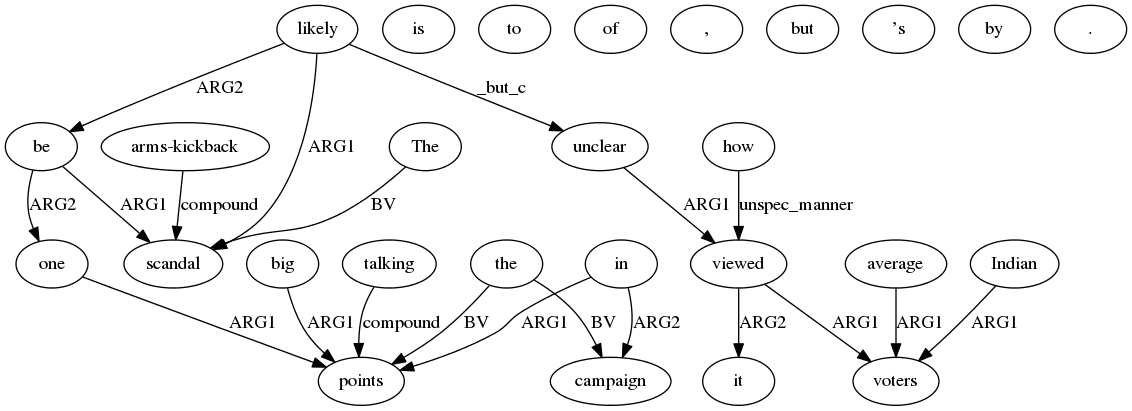 likely is to of , but 's by .
ARG2 _but_c
be arms-kickback ARG1 The unclear how
ARG2 ARG1 compound BV ARG1 unspec_manner
one scandal big talking the in viewed average Indian
ARG1 ARG1 compound BV ARG1 BV ARG2 ARG2 ARG1 ARG1 ARG1
points campaign it voters